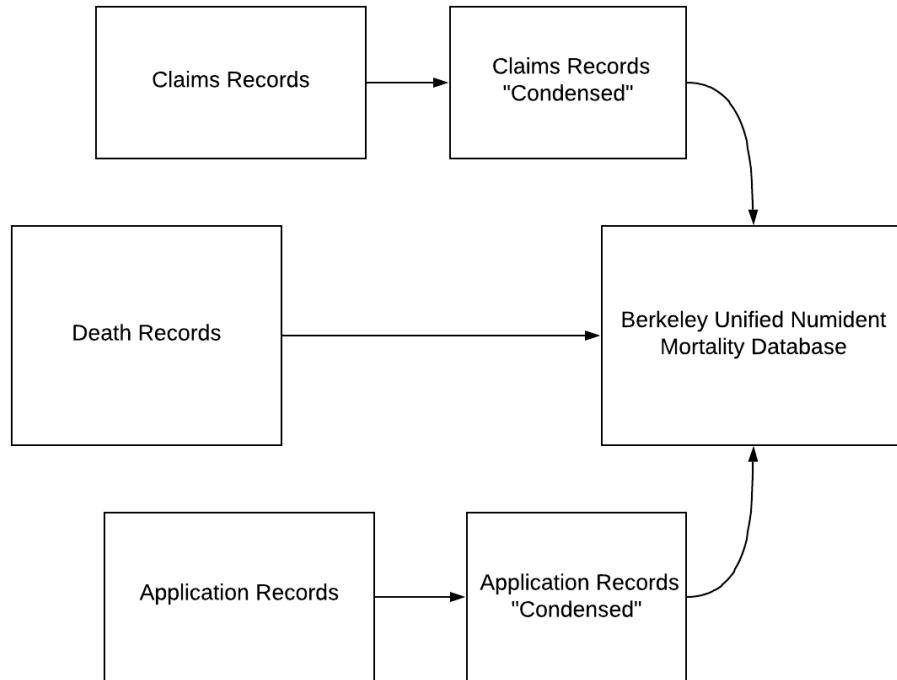 Claims Records
Claims Records
"Condensed"
Death Records
Berkeley Unified Numident
Mortality Database
Application Records
Application Records
"Condensed"